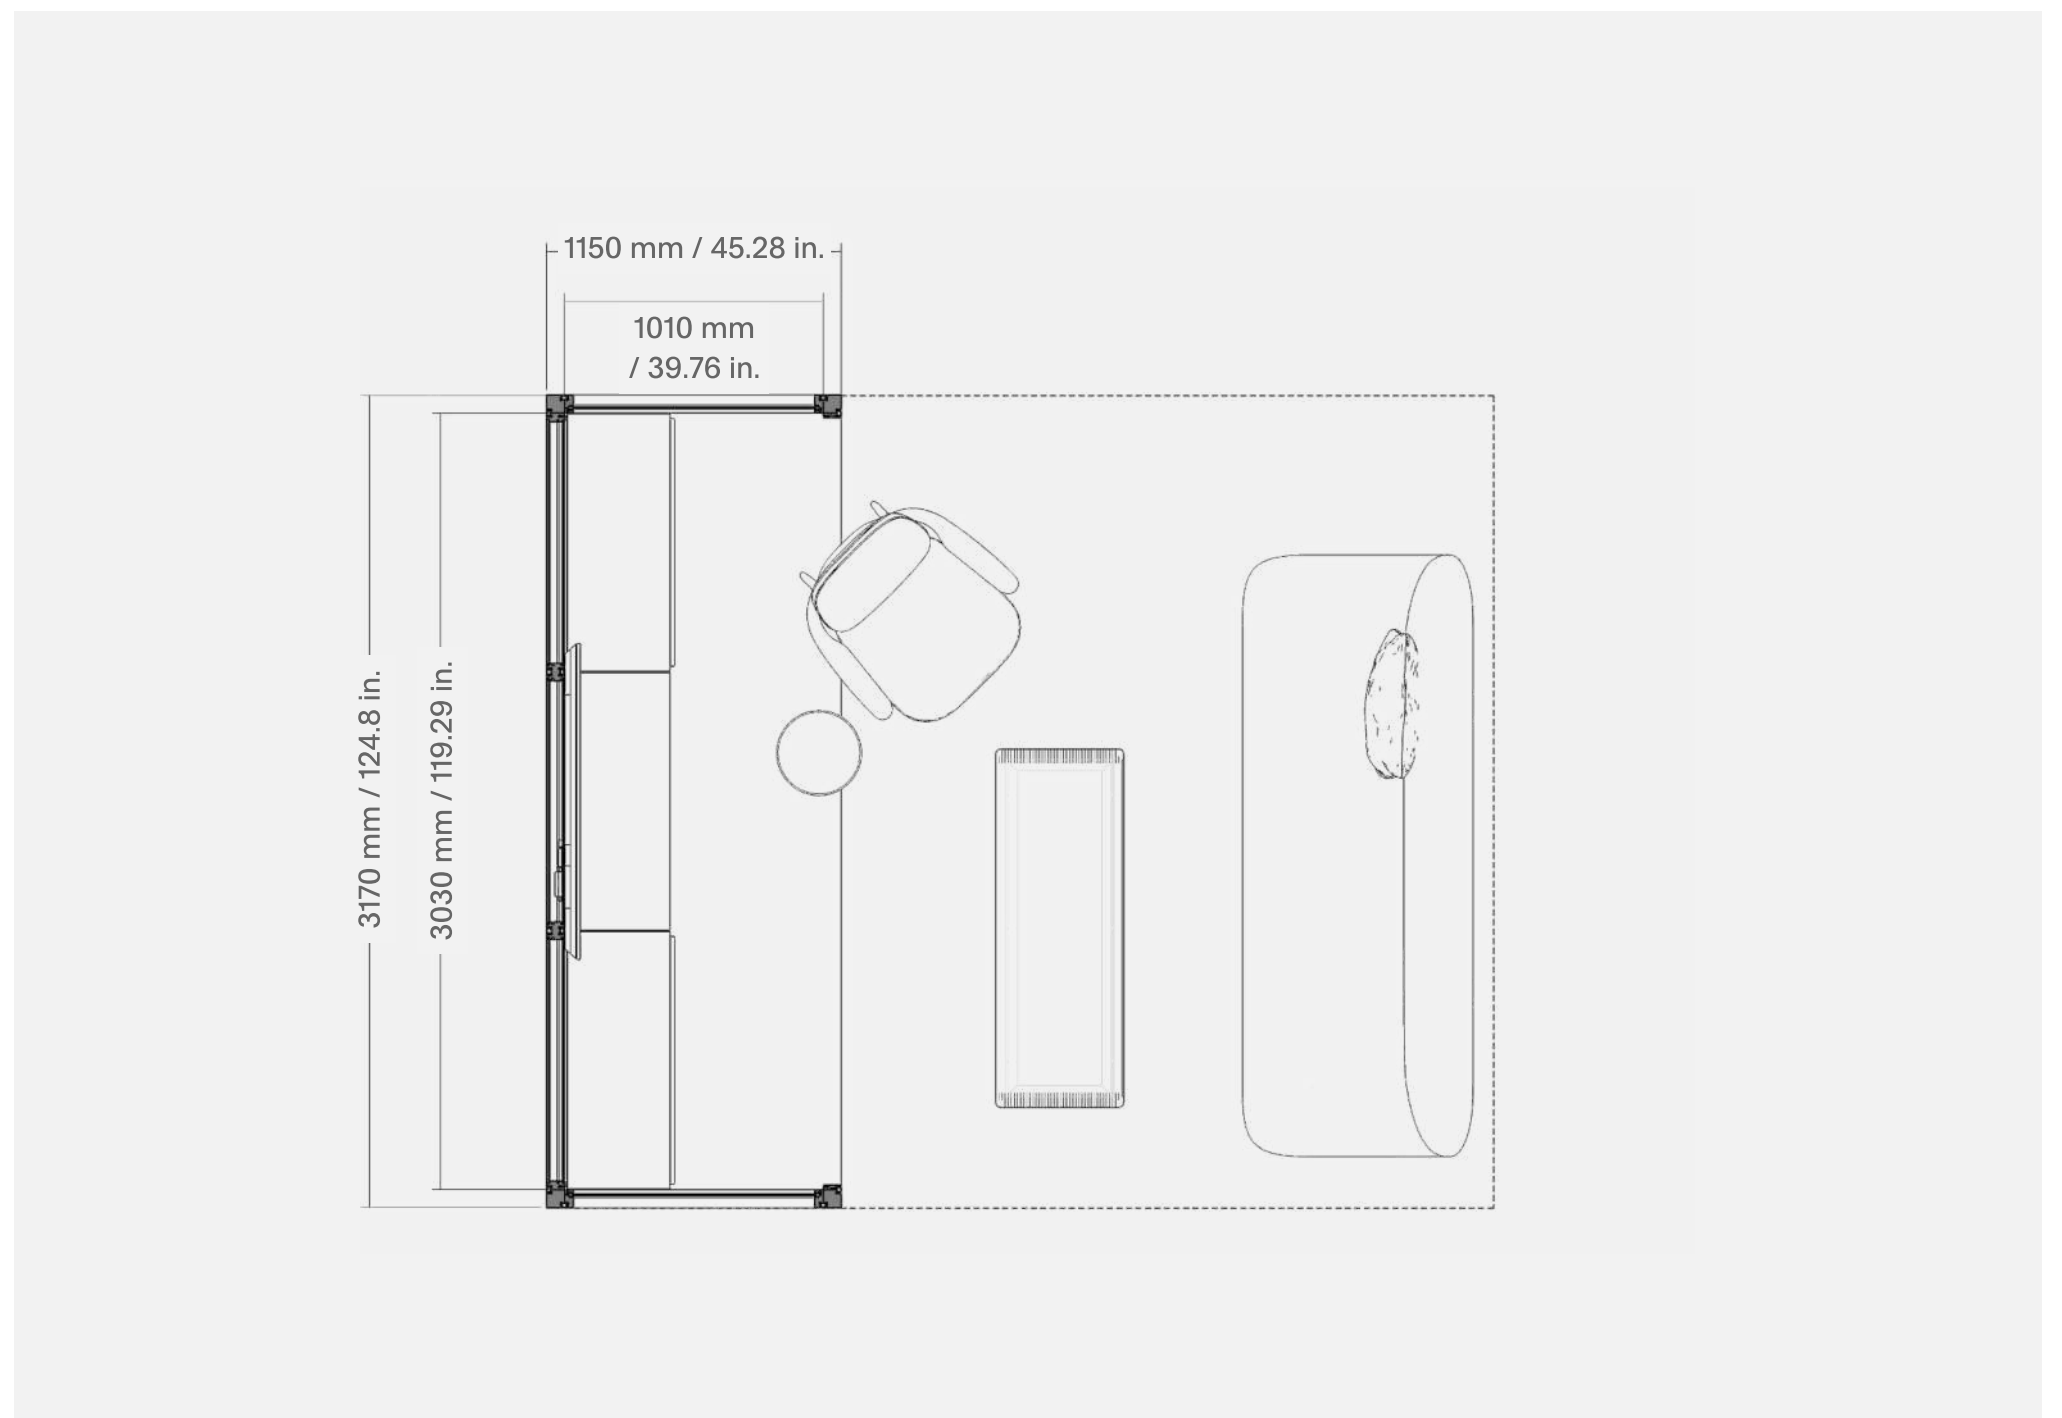 1150 mm / 45.28 in.
1010 mm
/ 39.76 in.
3170 mm / 124.8 in.
3030 mm / 119.29 in.